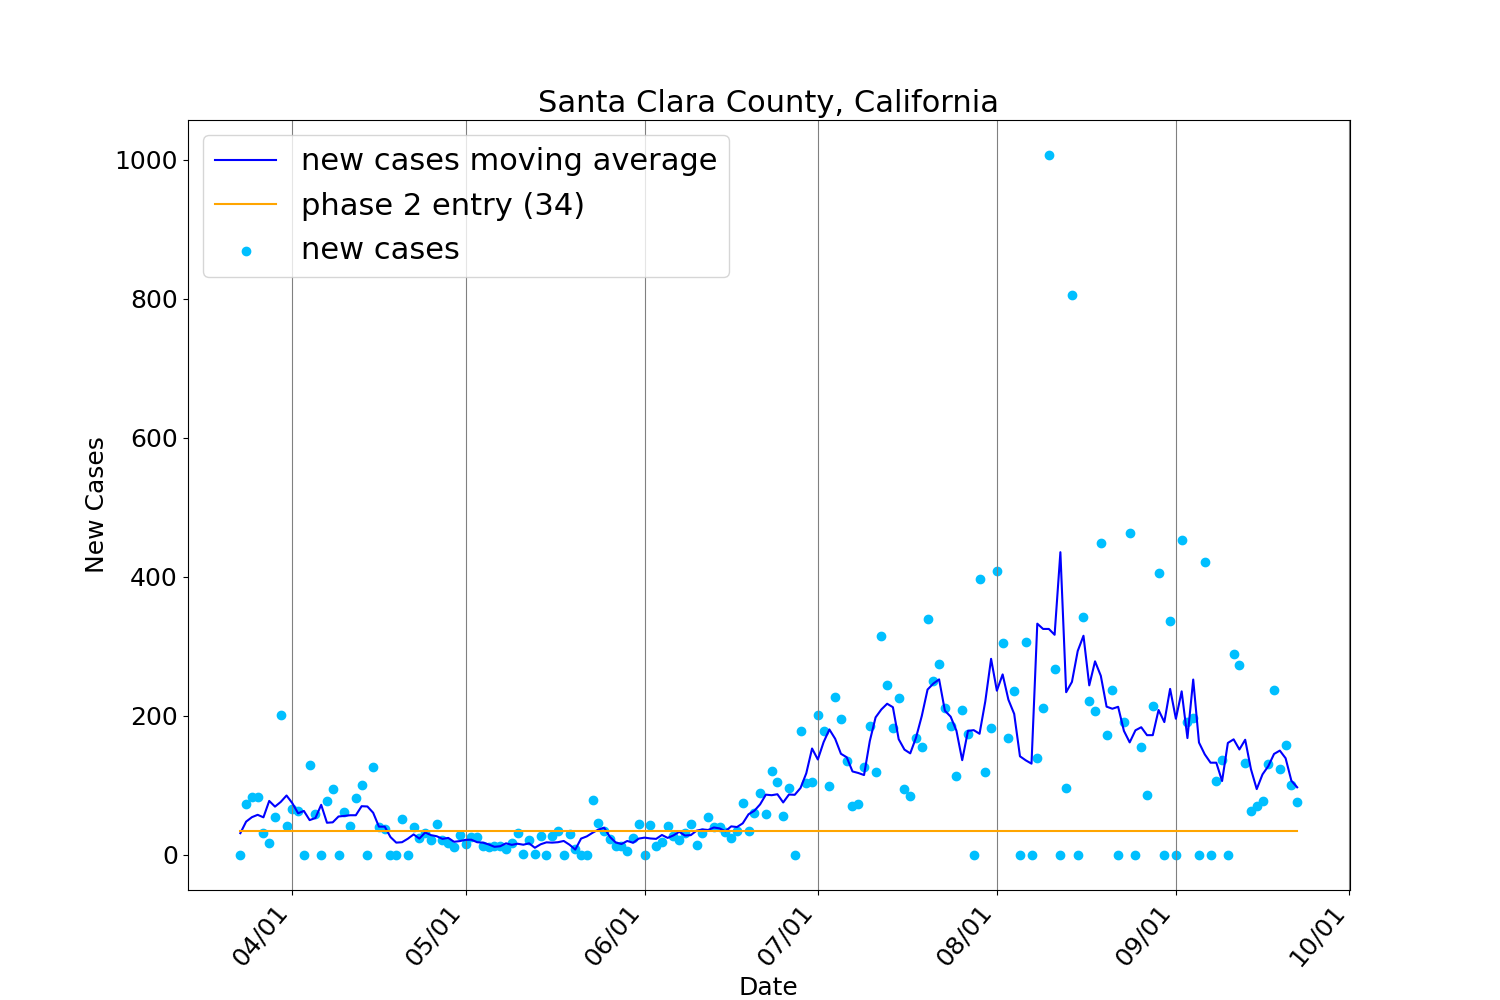 Santa Clara County, California
new cases moving average
phase 2 entry (34)
new cases
1000
800
600
400
200
0
New Cases
04/01
05/01
06/01
07/01
08/01
09/01
10/01
Date